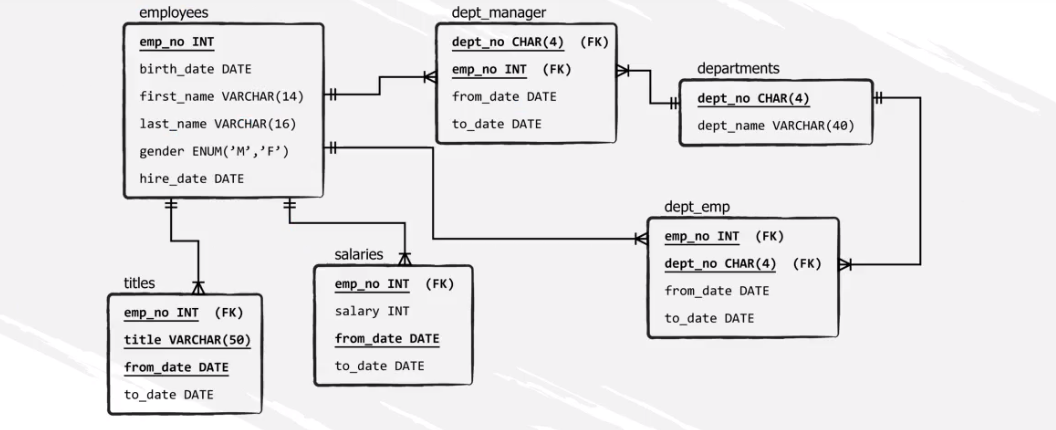 employees
emp_no INT
birth_date DATE
first_name VARCHAR(14)
last_name VARCHAR(16)
gender ENUM(’M’,’F’)
hire_date DATE
dept_manager
dept_no CHAR(4) (FK)
emp_no INT (FK)
from_date DATE
to_date DATE
departments
dept_no CHAR(4)
dept_name VARCHAR(40)
dept_emp
emp_no INT (FK)
dept_no CHAR(4) (FK)
from_date DATE
to_date DATE
salaries
emp_no INT (FK)
salary INT
from_date DATE
to_date DATE
titles
emp_no INT (FK)
title VARCHAR(50)
from_date DATE
to_date DATE